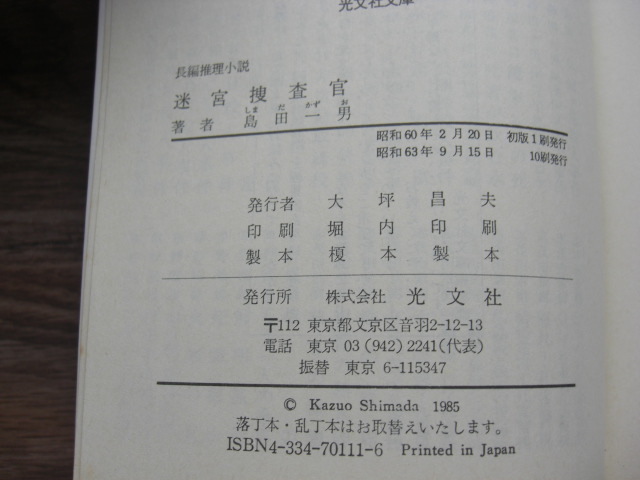 光文社文庫
長編推理小説
迷宮捜査官
しまだかずお
著者 島田一男
昭和60年2月20日 初版1刷発行
昭和63年9月15日 10刷発行
発行者 大坪昌夫
印刷 堀内印刷
製本 榎本製本
発行所 株式会社 光文社
〒112 東京都文京区音羽2-12-13
電話 東京 03(942)2241(代表)
振替 東京 6-115347
© Kazuo Shimada 1985
落丁本・乱丁本はお取替えいたします。
ISBN4-334-70111-6 Printed in Japan